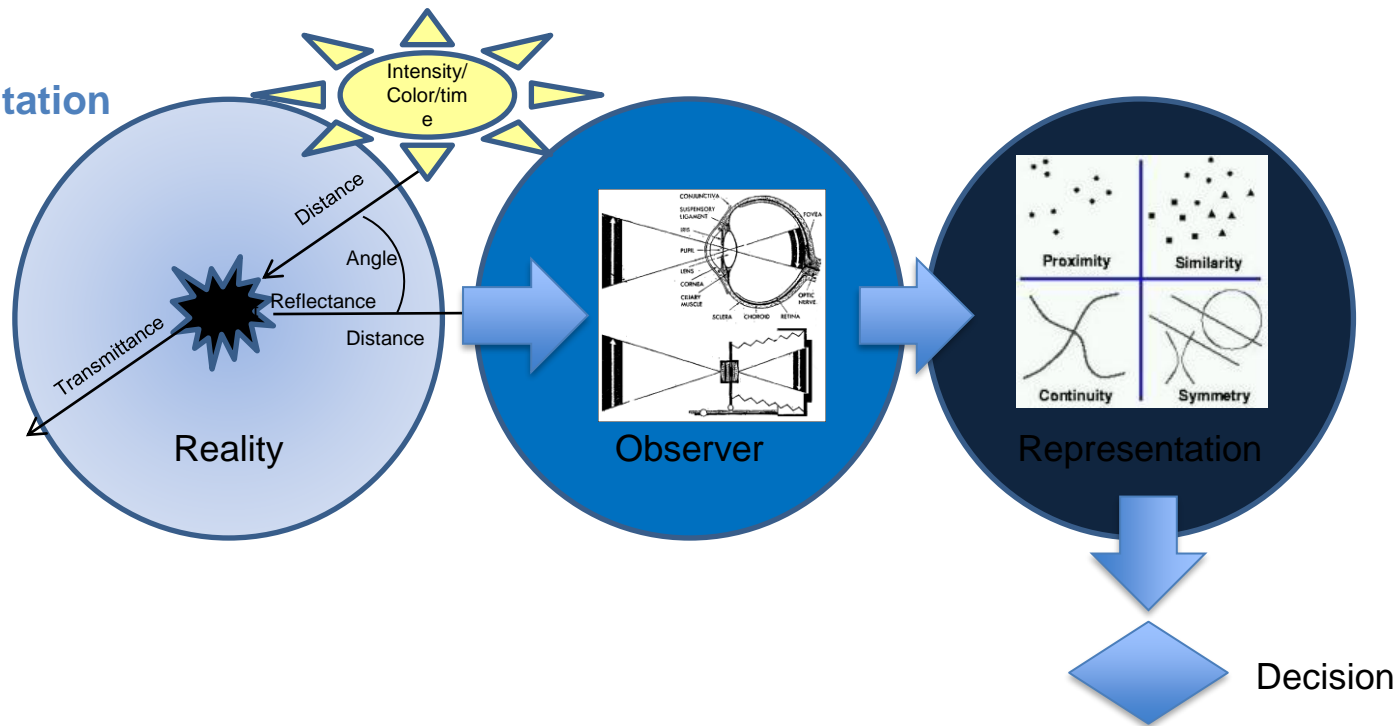 tation
Intensity/
Color/tim
e
Distance
Angle
Reflectance
Distance
Transmittance
Reality
CONJUNCTIVA
SUSPENSORY
LIGAMENT
IRIS
PUPIL
LENS
CORNEA
CILIARY
MUSCLE
SCLERA CHOROID RETINA
FOVEA
OPTIC
NERVE.
Observer
Proximity
Similarity
Continuity
Symmetry
Representation
Decision